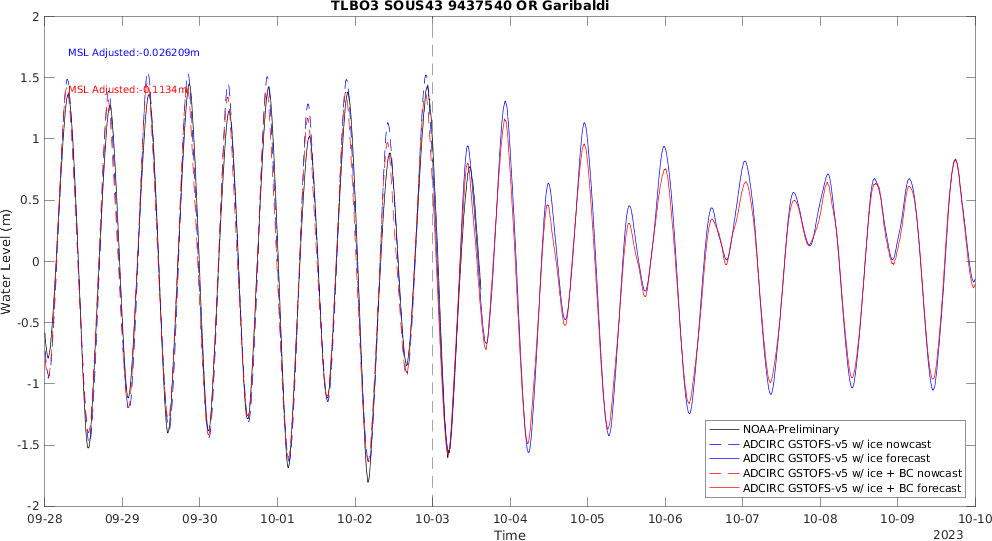 TLBO3 SOUS43 9437540 OR Garibaldi
2
MSL Adjusted:-0.026209m
1.5
MSL Adjusted:-0.1134m
1
0.5
0
-0.5
-1
-1.5
-2
Water Level (m)
NOAA-Preliminary
ADCIRC GSTOFS-v5 w/ ice nowcast
ADCIRC GSTOFS-v5 w/ ice forecast
ADCIRC GSTOFS-v5 w/ ice + BC nowcast
ADCIRC GSTOFS-v5 w/ ice + BC forecast
09-28 09-29 09-30 10-01 10-02 10-03 10-04 10-05 10-06 10-07 10-08 10-09 10-10
Time
2023